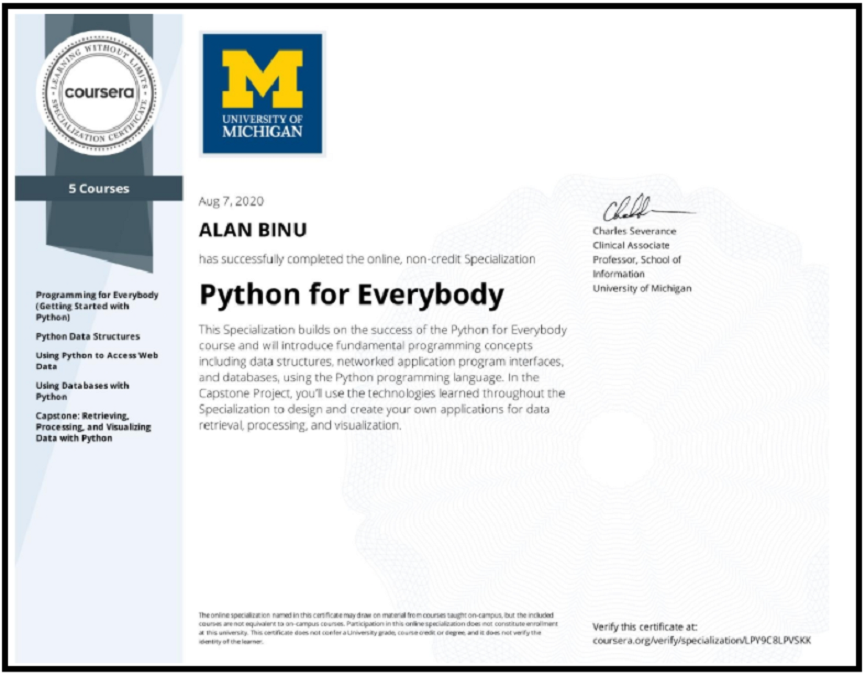 LEARNING WITHOUT LIMITS
coursera
SPECIALIZATION CERTIFICATE
5 Courses
Programming for Everybody
(Getting Started with
Python)
Python Data Structures
Using Python to Access Web
Data
Using Databases with
Python
Capstone: Retrieving,
Processing, and Visualizing
Data with Python
M
UNIVERSITY OF
MICHIGAN
Aug 7, 2020
ALAN BINU
has successfully completed the online, non-credit Specialization
Python for Everybody
This Specialization builds on the success of the Python for Everybody
course and will introduce fundamental programming concepts
including data structures, networked application program interfaces,
and databases, using the Python programming language. In the
Capstone Project, you'll use the technologies learned throughout the
Specialization to design and create your own applications for data
retrieval, processing, and visualization.
Charles Severance
Clinical Associate
Professor, School of
Information
University of Michigan
The online specialization named in this certificate may draw on material from courses taught on-campus, but the included
courses are not equivalent to on-campus courses. Participation in this online specialization does not constitute enrollment
at this university. This certificate does not confer a University grade, course credit or degree, and it does not verify the
identity of the learner.
Verify this certificate at:
coursera.org/verify/specialization/LPY9C8LPVSKK